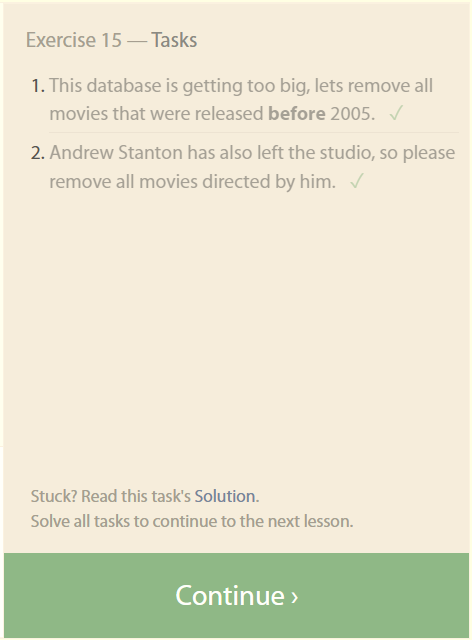 Exercise 15 — Tasks
1. This database is getting too big, lets remove all
movies that were released before 2005. ✓
2. Andrew Stanton has also left the studio, so please
remove all movies directed by him. ✓
Stuck? Read this task's Solution.
Solve all tasks to continue to the next lesson.
Continue ›